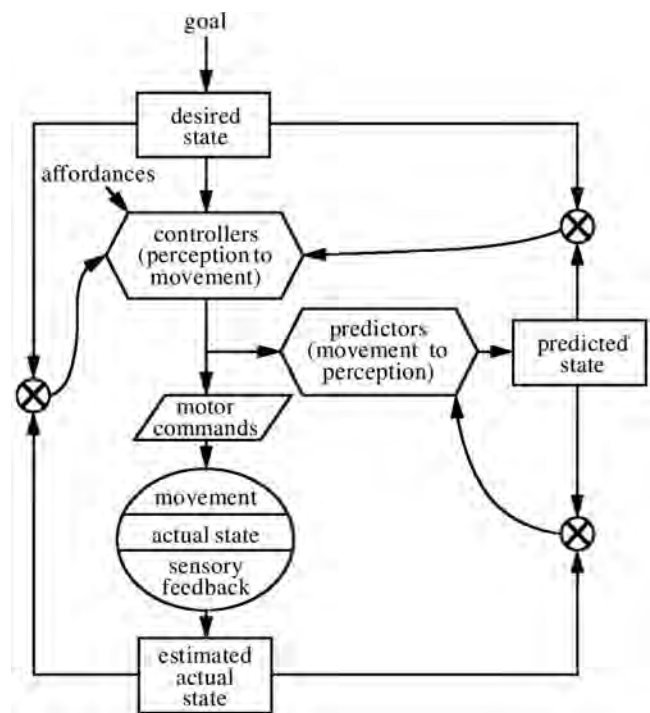 goal
desired
state
affordances
controllers
(perception to
movement)
predictors
(movement to
perception)
predicted
state
motor
commands
movement
actual state
sensory
feedback
estimated
actual
state